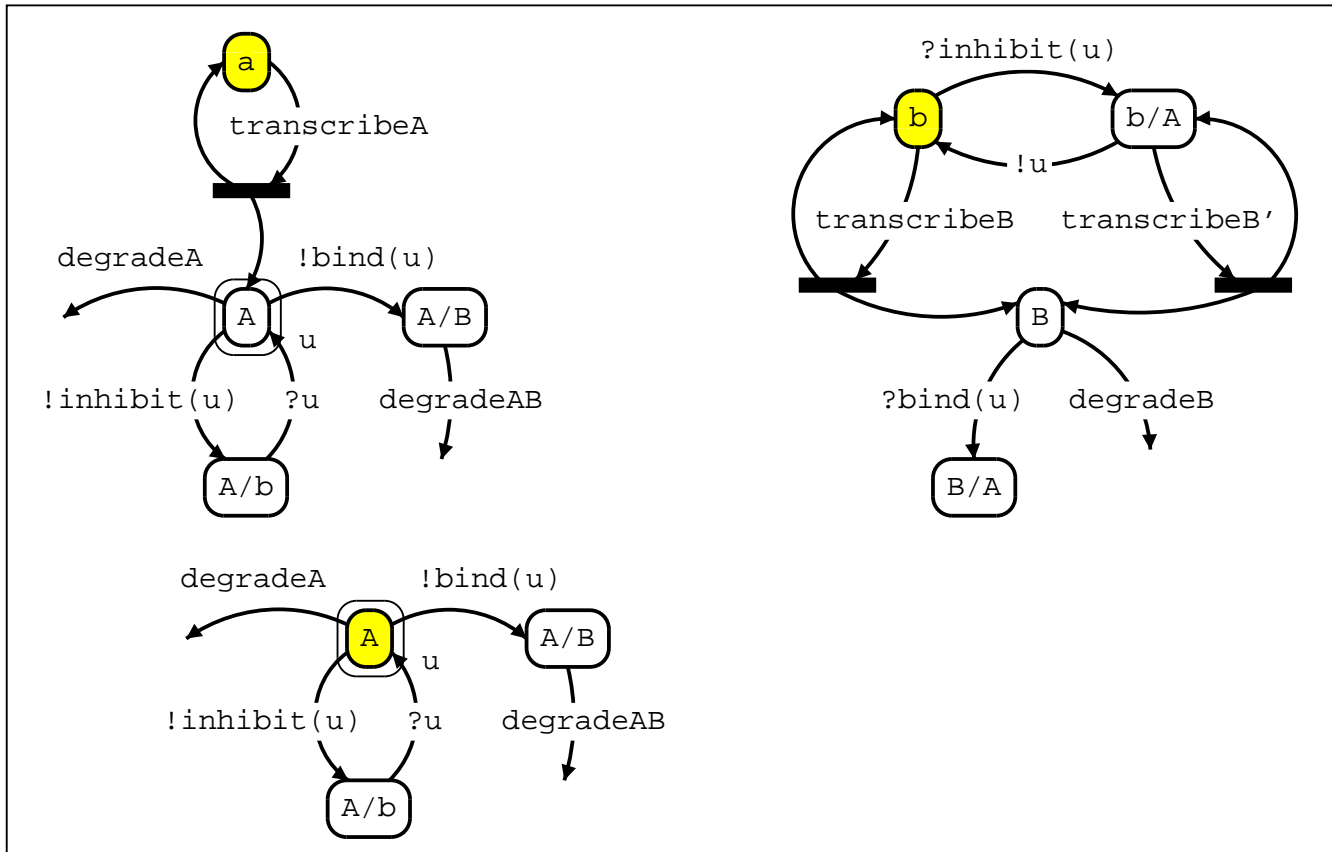 a
transcribeA
degradeA
!bind(u)
A
u
A/B
!inhibit(u)
?u
degradeAB
A/b
?inhibit(u)
b
b/A
!u
transcribeB
transcribeB’
B
?bind(u)
degradeB
B/A
degradeA
!bind(u)
A
u
A/B
!inhibit(u)
?u
degradeAB
A/b